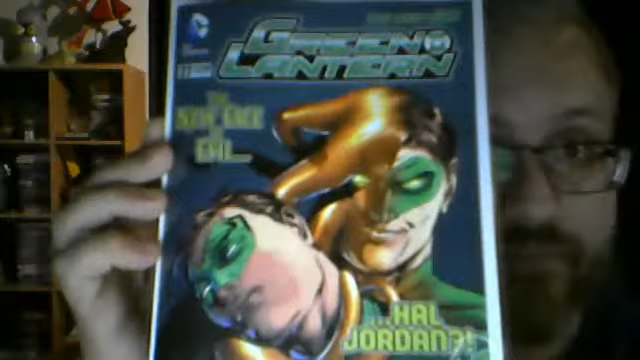 GREEN
LANTERN
THE
NEW FACE
OF
EVIL...
...HAL
JORDAN?!